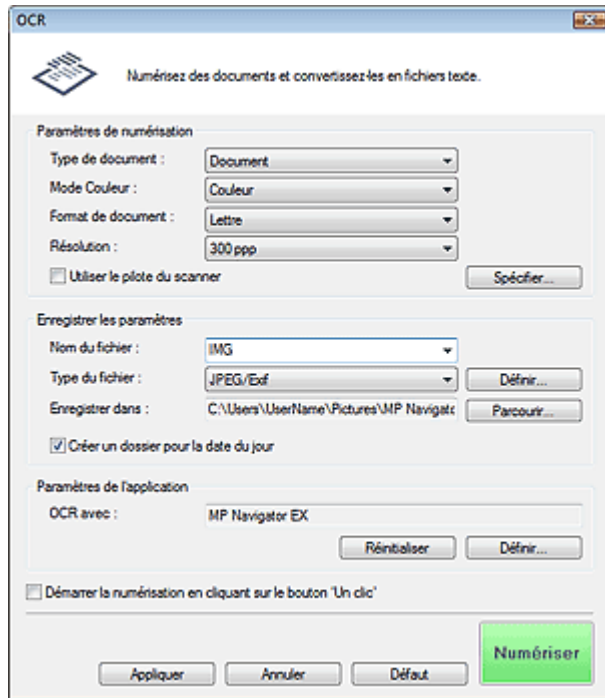 OCR
Numérisez des documents et convertissez-les en fichiers texte.
Paramètres de numérisation
Type de document : Document
Mode Couleur : Couleur
Format de document : Lettre
Résolution : 300 ppp
Utiliser le pilote du scanner Spécifier...
Enregistrer les paramètres
Nom du fichier : IMG
Type du fichier : JPEG/Exif Définir...
Enregistrer dans : C:\Users\UserName\Pictures\MP Navigatc Parcourir...
Créer un dossier pour la date du jour
Paramètres de l'application
OCR avec : MP Navigator EX
Réinitialiser Définir...
Démarrer la numérisation en cliquant sur le bouton 'Un clic'
Numériser
Appliquer Annuler Défaut